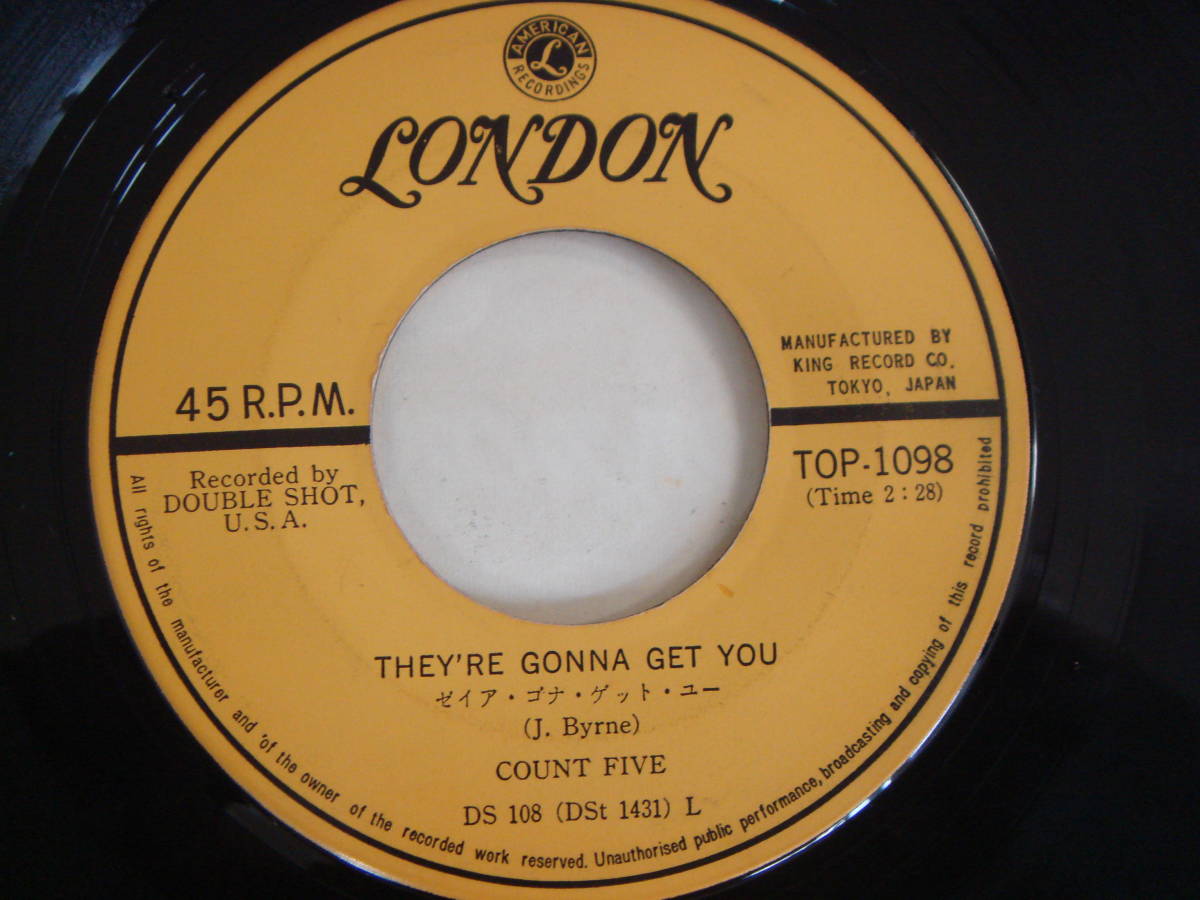 AMERICAN
L
RECORDINGS
LONDON
45 R.P.M.
MANUFACTURED BY
KING RECORD CO.
TOKYO, JAPAN
Recorded by
DOUBLE SHOT,
U.S.A.
TOP-1098
(Time 2:28)
THEY'RE GONNA GET YOU
ゼイア・ゴナ・ゲット・ユー
(J. Byrne)
COUNT FIVE
DS 108 (DSt 1431) L
All rights of the manufacturer and 'of the owner of the recorded work reserved. Unauthorised public performance, broadcasting and copying of this record prohibited